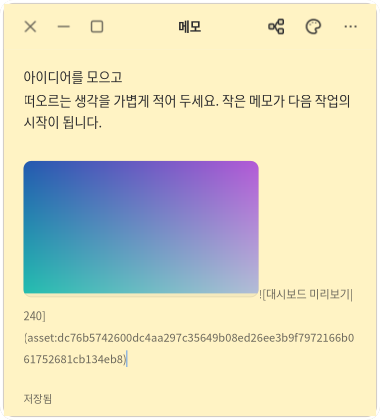 메모
아이디어를 모으고
떠오르는 생각을 가볍게 적어 두세요. 작은 메모가 다음 작업의
시작이 됩니다.
![대시보드 미리보기|
240]
(asset:dc76b5742600dc4aa297c35649b08ed26ee3b9f7972166b0
61752681cb134eb8)
저장됨